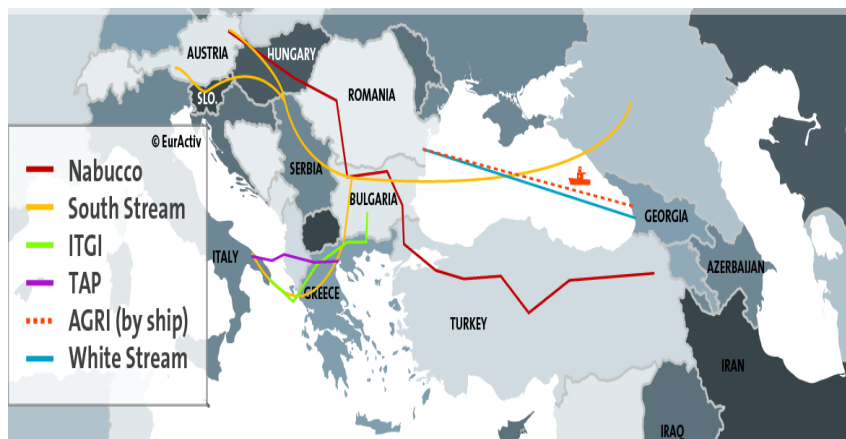 AUSTRIA
HUNGARY
SLO.
ROMANIA
© EurActiv
SERBIA
BULGARIA
GEORGIA
AZERBAIJAN
ITALY
GREECE
TURKEY
IRAN
IRAQ
Nabucco
South Stream
ITGI
TAP
AGRI (by ship)
White Stream